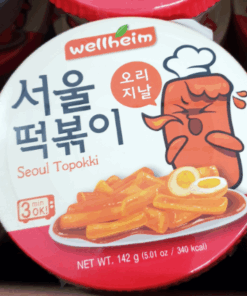 wellheim
서울
떡볶이
오리
지날
Seoul Topokki
3 min
OK!
NET WT. 142 g (5.01 oz / 340 kcal)